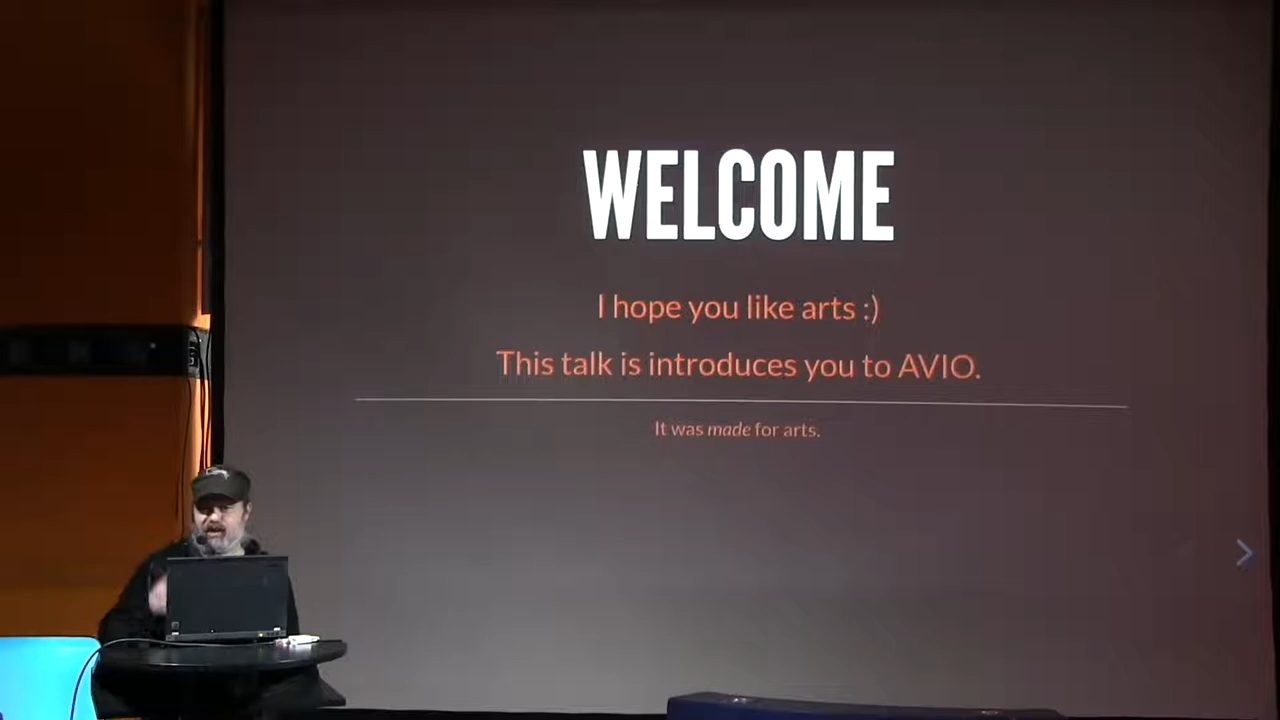 WELCOME
I hope you like arts :)
This talk is introduces you to AVIO.
It was made for arts.